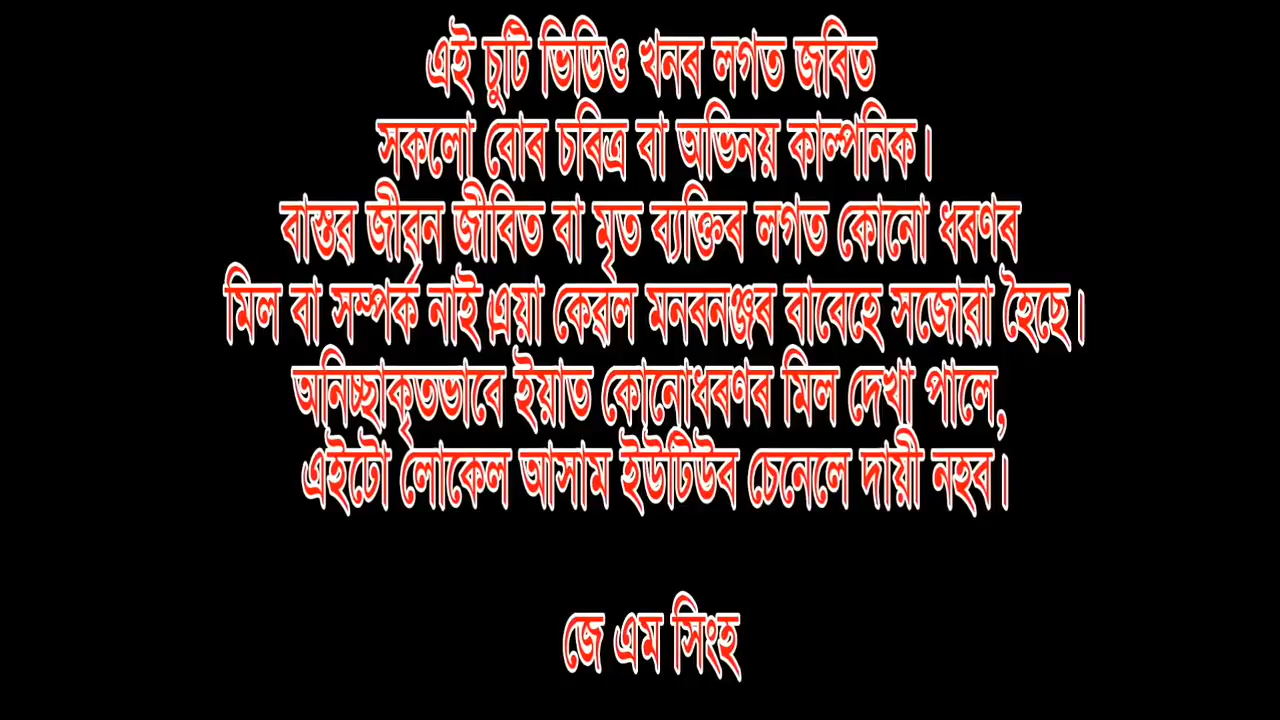 এই চুটি ভিডিও খনৰ লগত জৰিত
সকলো বোৰ চৰিত্ৰ বা অভিনয় কাল্পনিক।
বাস্তৱ জীৱন জীবিত বা মৃত ব্যক্তিৰ লগত কোনো ধৰণৰ
মিল বা সম্পৰ্ক নাই এয়া কেৱল মনৰনঞ্জৰ বাবেহে সজোৱা হৈছে।
অনিচ্ছাকৃতভাবে ইয়াত কোনোধৰণৰ মিল দেখা পালে,
এইটো লোকেল আসাম ইউটিউব চেনেলে দায়ী নহব।
জে এম সিংহ